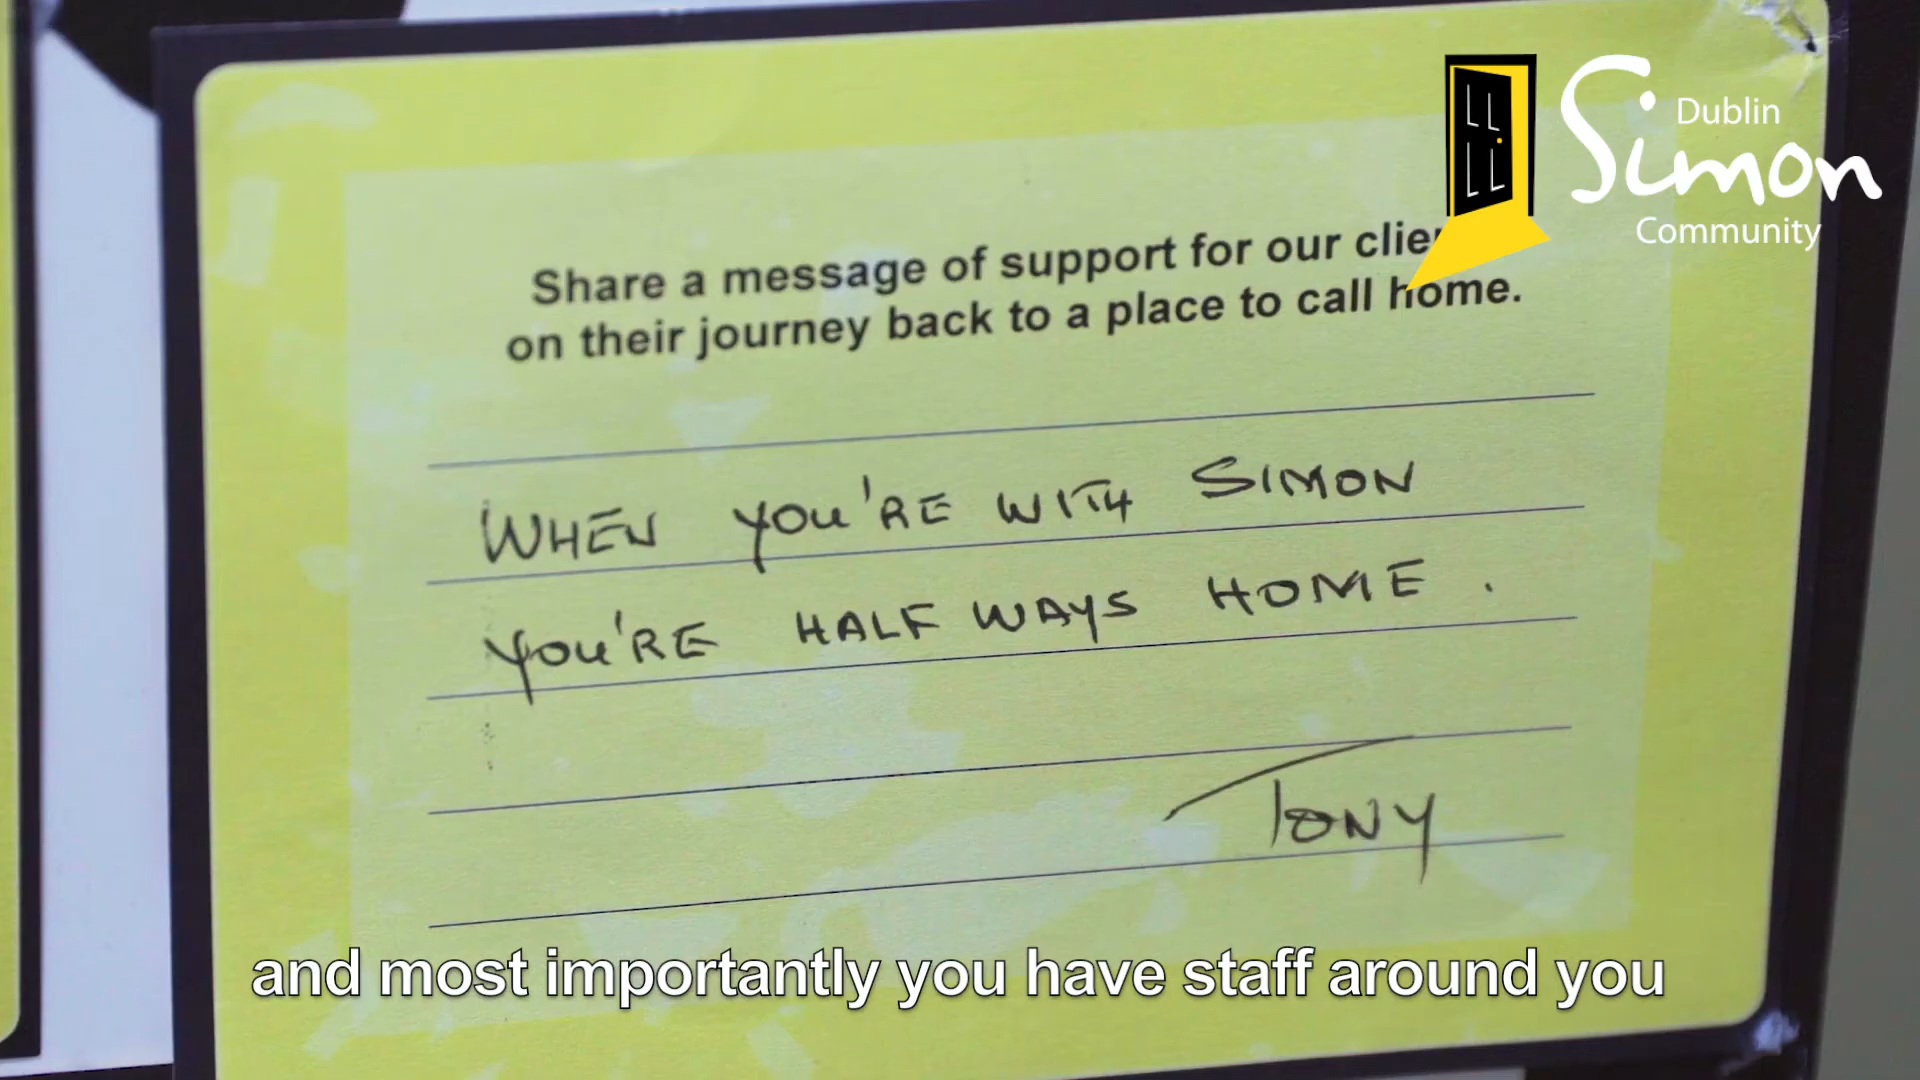 Dublin
Simon
Community
Share a message of support for our
on their journey back to a place to call home.
WHEN YOU'RE WITH SIMON
YOU'RE HALF WAYS HOME.
TONY
and most importantly you have staff around you